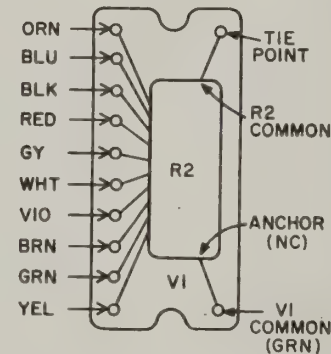 ORN
BLU
BLK
RED
GY
WHT
VIO
BRN
GRN
YEL
R2
V1
TIE
POINT
R2
COMMON
ANCHOR
(NC)
V1
COMMON
(GRN)